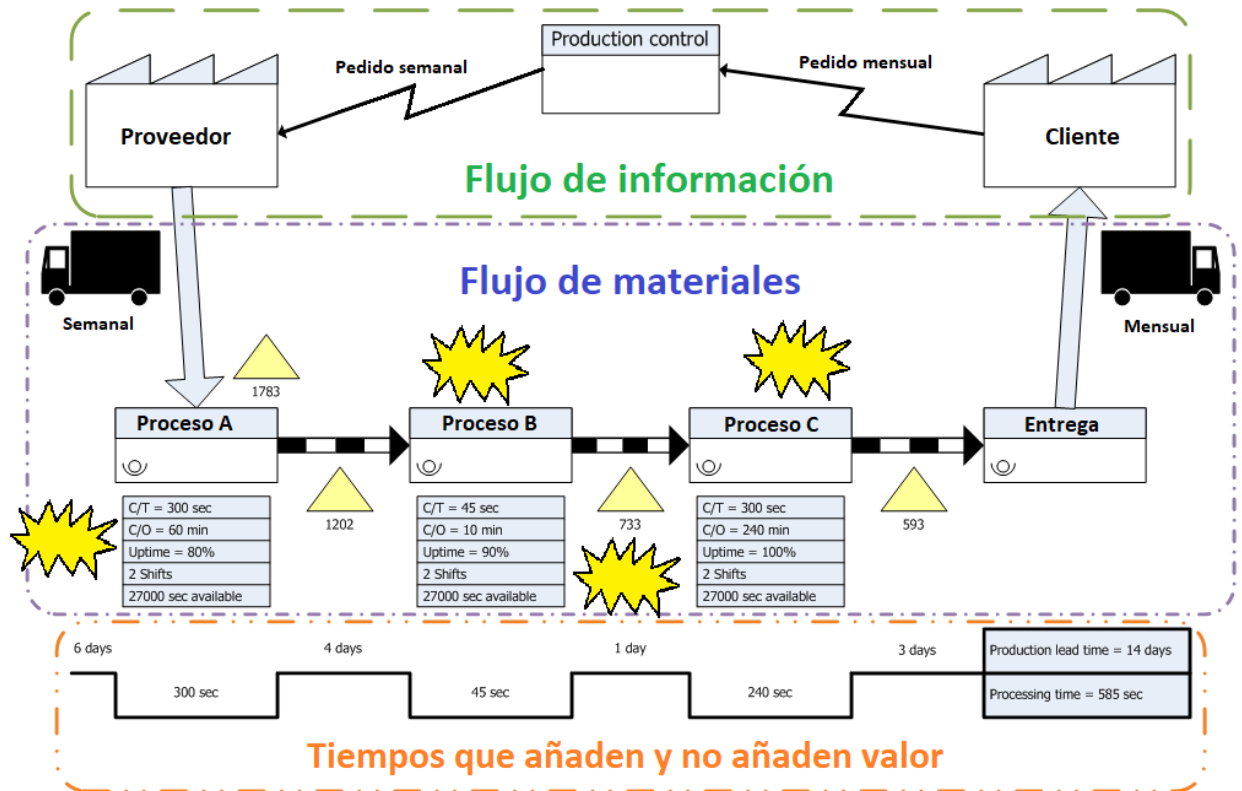 Production control
Pedido semanal
Pedido mensual
Proveedor
Cliente
Flujo de información
Flujo de materiales
Semanal
Mensual
1783
Proceso A
Proceso B
Proceso C
Entrega
1202
733
593
C/T = 300 sec
C/O = 60 min
Uptime = 80%
2 Shifts
27000 sec available
C/T = 45 sec
C/O = 10 min
Uptime = 90%
2 Shifts
27000 sec available
C/T = 300 sec
C/O = 240 min
Uptime = 100%
2 Shifts
27000 sec available
6 days
4 days
1 day
3 days
Production lead time = 14 days
300 sec
45 sec
240 sec
Processing time = 585 sec
Tiempos que añaden y no añaden valor